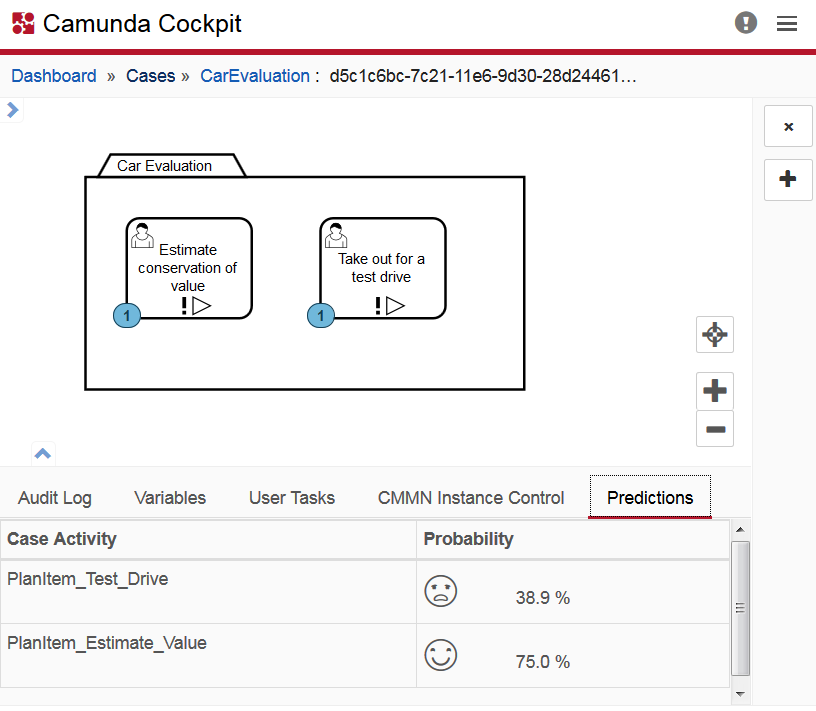 Camunda Cockpit
Dashboard » Cases » CarEvaluation : d5c1c6bc-7c21-11e6-9d30-28d24461...
Car Evaluation
Estimate
conservation of
value
1
Take out for a
test drive
1
Audit Log Variables User Tasks CMMN Instance Control Predictions
Case Activity Probability
PlanItem_Test_Drive 38.9 %
PlanItem_Estimate_Value 75.0 %